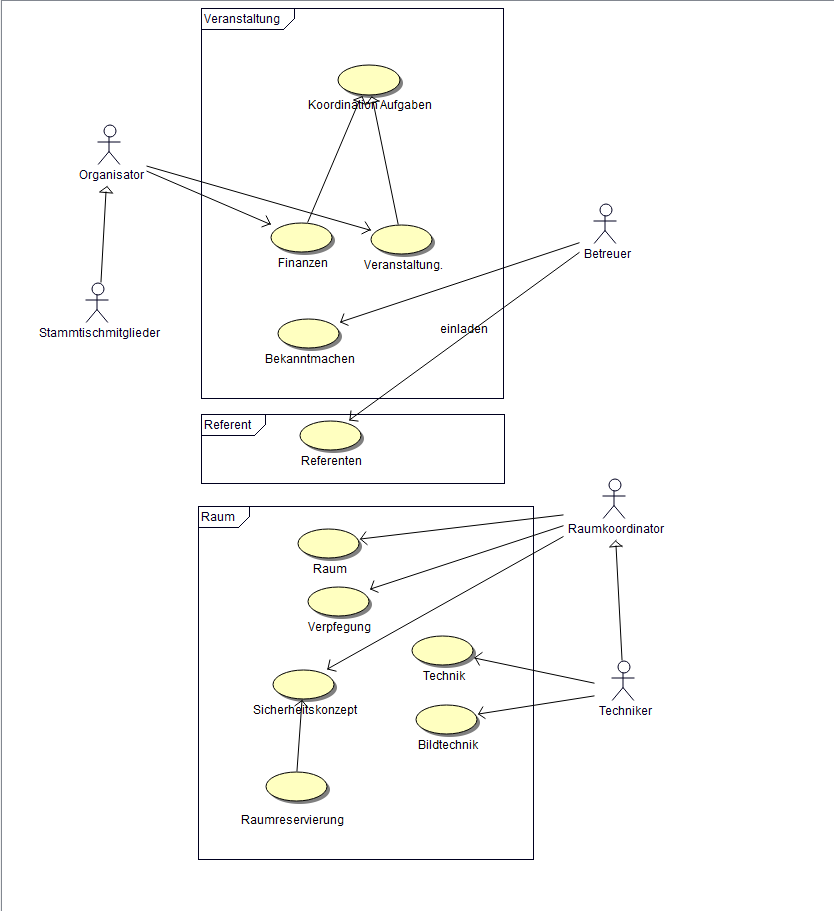 Veranstaltung
Koordination Aufgaben
Organisator
Finanzen
Veranstaltung.
Betreuer
Stammtischmitglieder
einladen
Bekanntmachen
Referent
Referenten
Raum
Raumkoordinator
Raum
Verpfegung
Technik
Sicherheitskonzept
Techniker
Bildtechnik
Raumreservierung